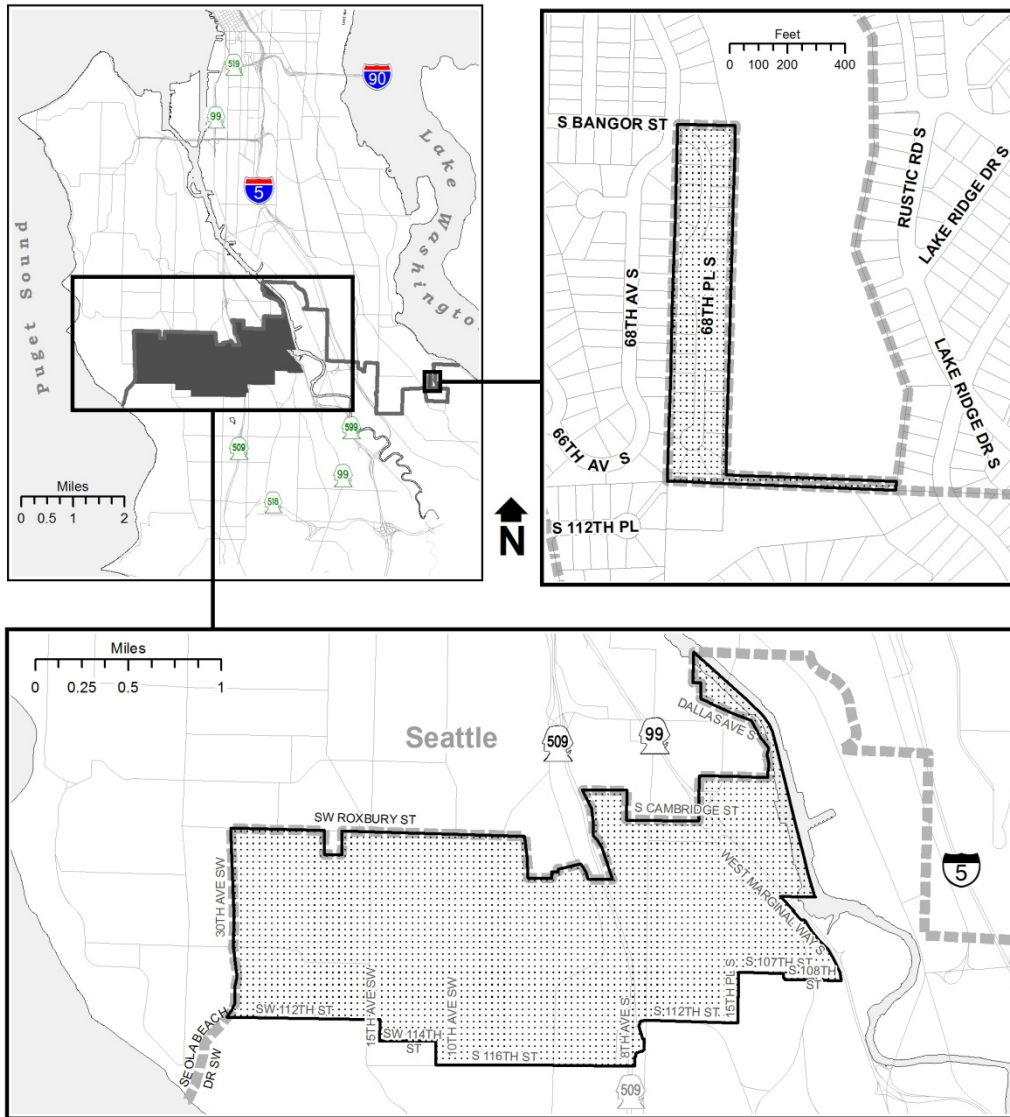 519
99
90
5
Lake Washingto
Puget Sound
599
509
99
518
Miles
0 0.5 1 2
N
Feet
0 100 200 400
S BANGOR ST
RUSTIC RD S
LAKE RIDGE DR S
68TH AV S
68TH PL S
LAKE RIDGE DR S
66TH AV S
S 112TH PL
Miles
0 0.25 0.5 1
Seattle
509
99
DALLAS AVE S
S CAMBRIDGE ST
SW ROXBURY ST
5
30TH AVE SW
WEST MARGINAL WAY S
S 107TH ST
S 108TH
ST
15TH PL S
SW 112TH ST
S 112TH ST
15TH AVE SW
10TH AVE SW
8TH AVE S
SW 114TH
ST
S 116TH ST
SEOLA BEACH
DR SW
509